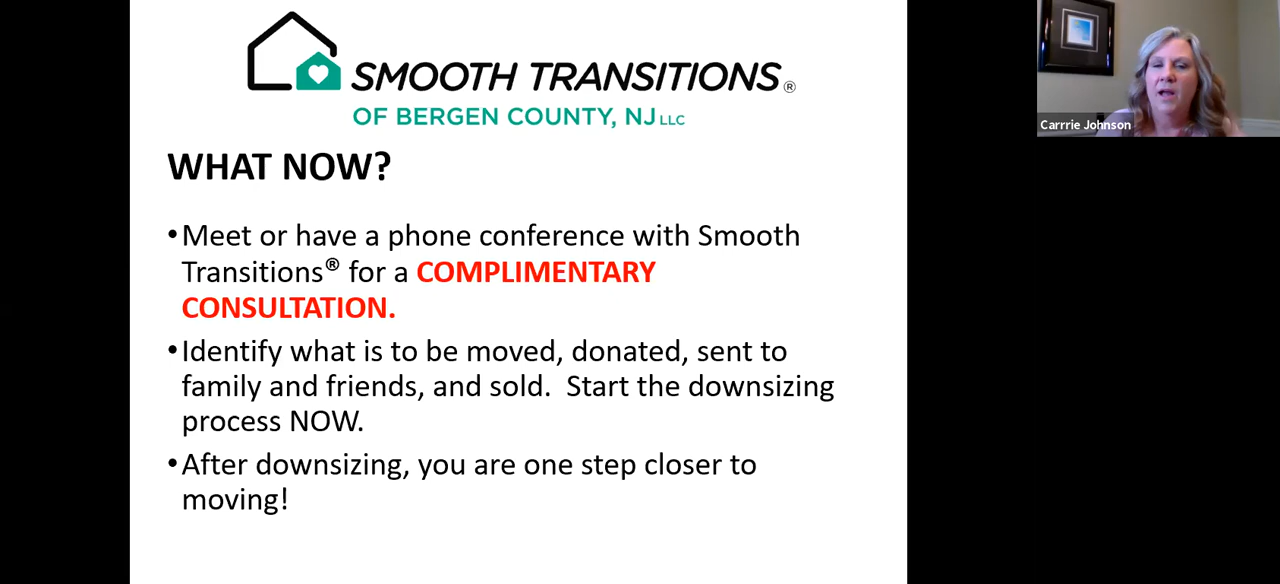 SMOOTH TRANSITIONS®
OF BERGEN COUNTY, NJ LLC
WHAT NOW?
•Meet or have a phone conference with Smooth
Transitions® for a COMPLIMENTARY
CONSULTATION.
•Identify what is to be moved, donated, sent to
family and friends, and sold.  Start the downsizing
process NOW.
•After downsizing, you are one step closer to
moving!
Carrrie Johnson